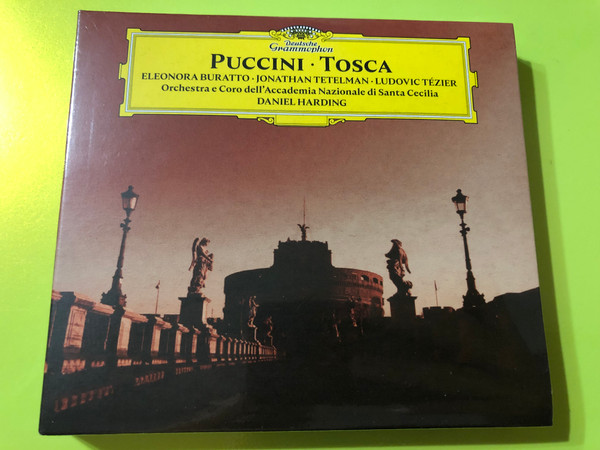 Deutsche
Grammophon
PUCCINI · TOSCA
ELEONORA BURATTO · JONATHAN TETELMAN · LUDOVIC TÉZIER
Orchestra e Coro dell'Accademia Nazionale di Santa Cecilia
DANIEL HARDING